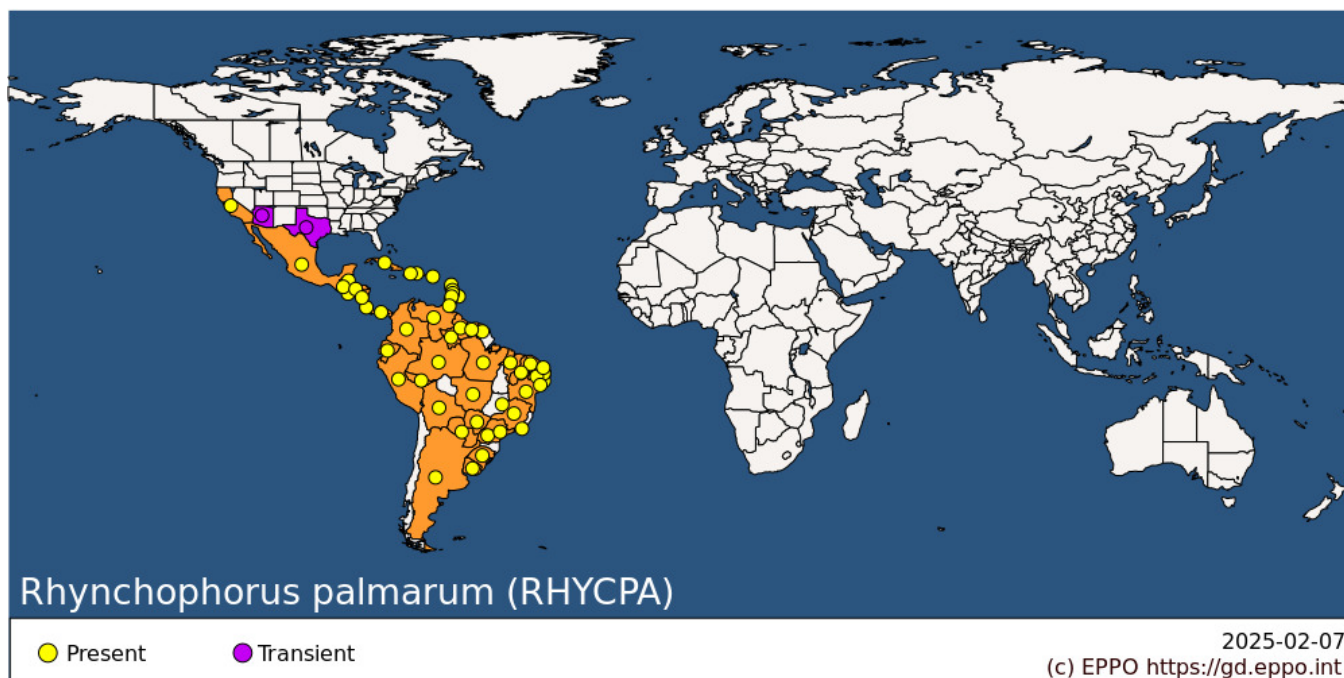 Rhynchophorus palmarum (RHYCPA)
Present
Transient
2025-02-07
(c) EPPO https://gd.eppo.int